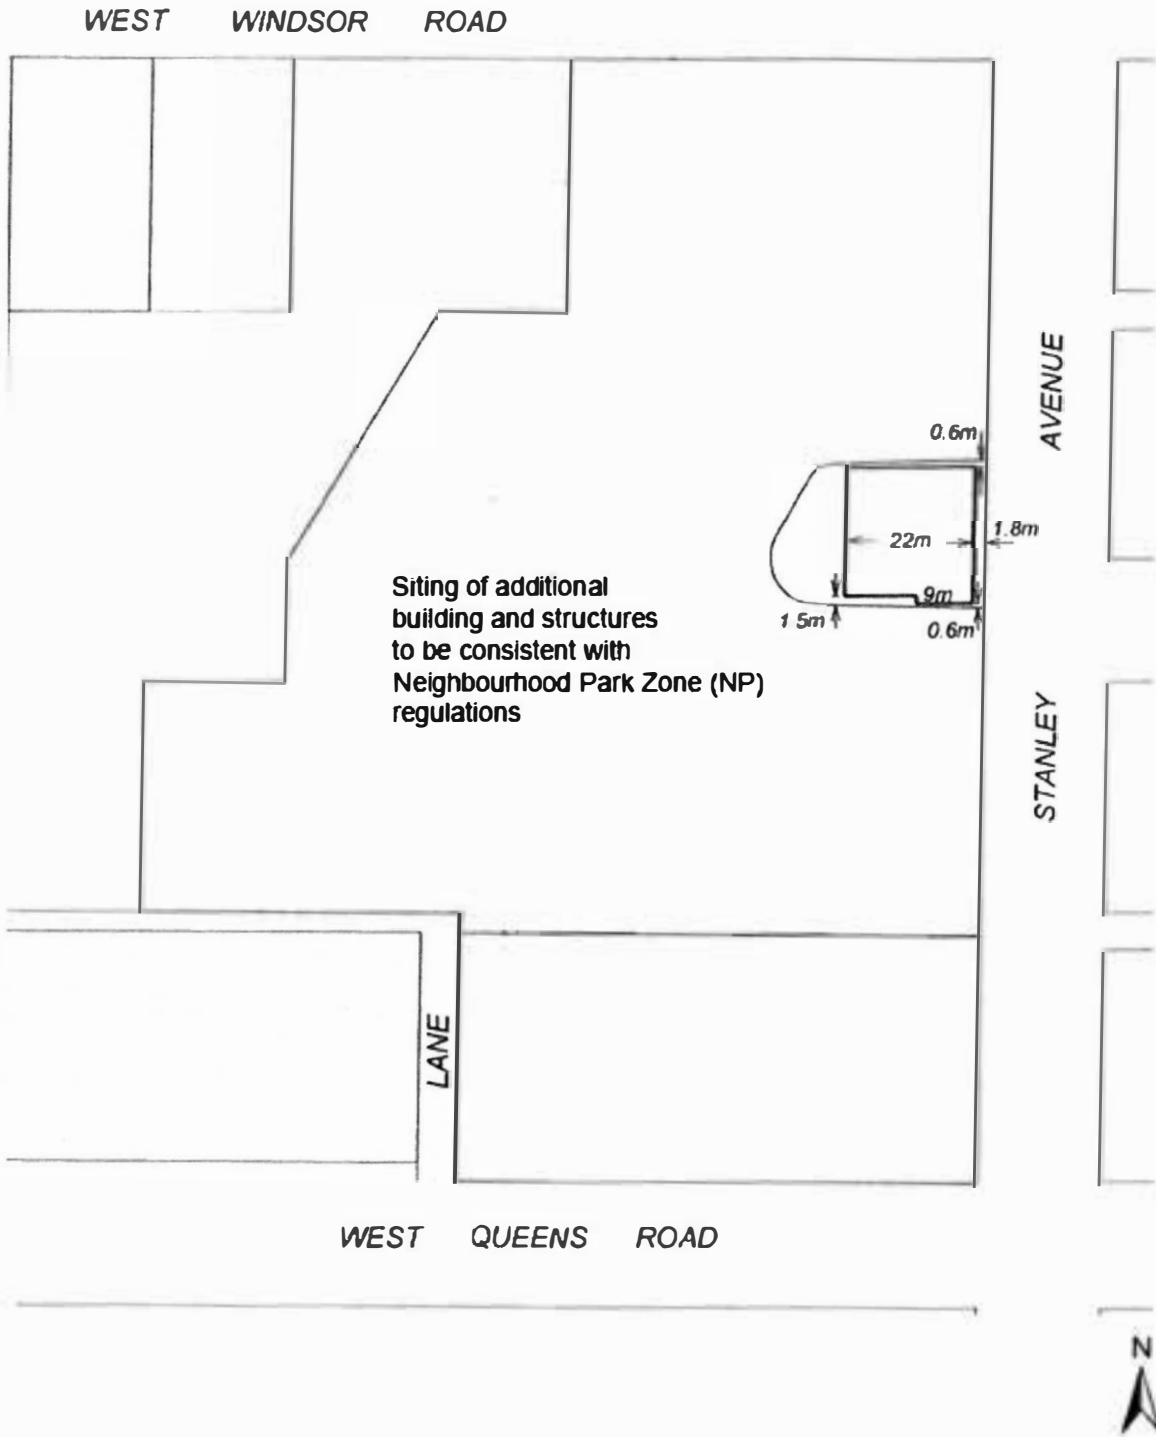 WEST WINDSOR ROAD
AVENUE
0.6m
1.8m
22m
9m
1.5m
0.6m
Siting of additional
building and structures
to be consistent with
Neighbourhood Park Zone (NP)
regulations
STANLEY
LANE
WEST QUEENS ROAD
N